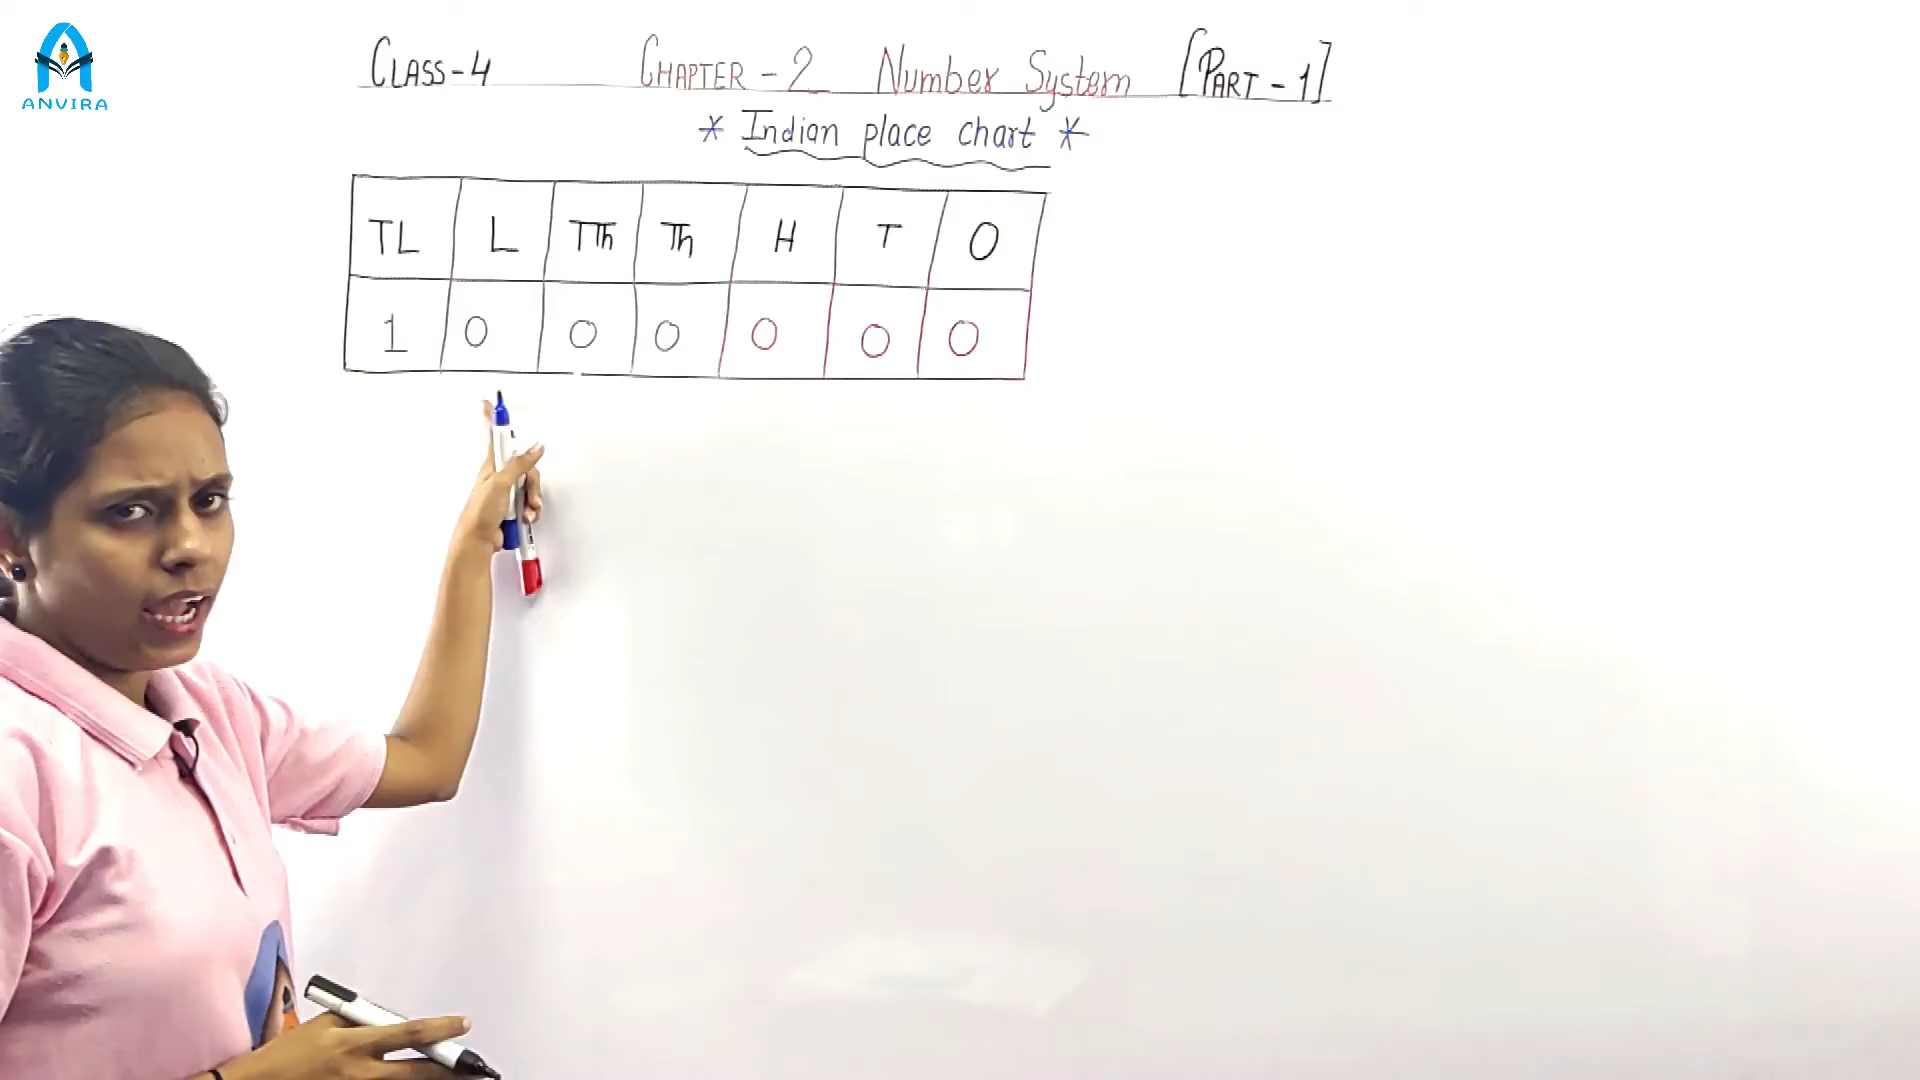 ANVIRA
CLASS-4 CHAPTER-2 Number System [PART-1]
* Indian place chart *
TL L TTh Th H T O
1 0 0 0 0 0 0